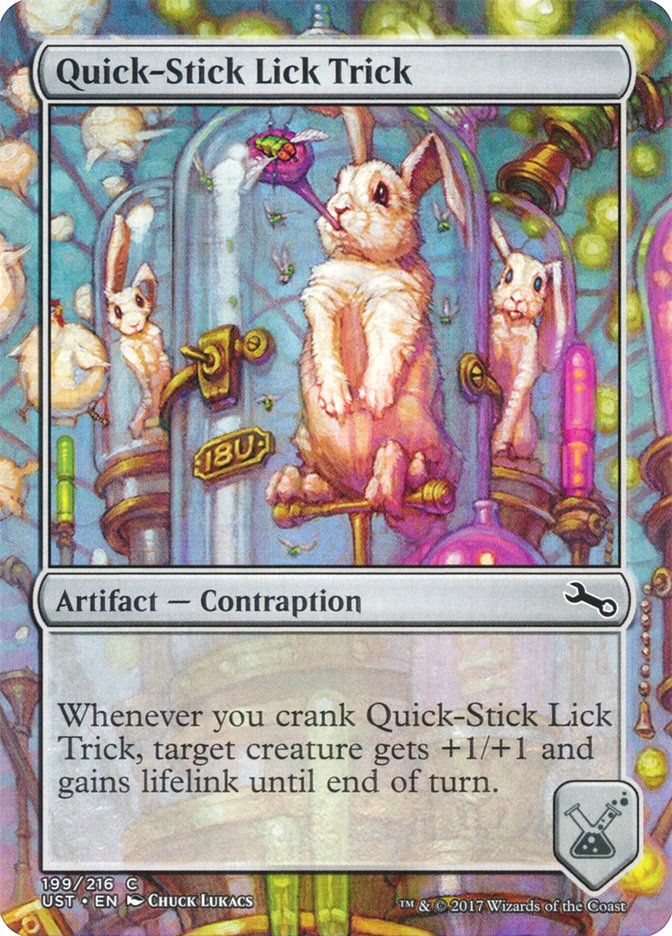 Quick-Stick Lick Trick
18U
Artifact — Contraption
Whenever you crank Quick-Stick Lick
Trick, target creature gets +1/+1 and
gains lifelink until end of turn.
199/216 C
UST • EN Chuck Lukacs
™ & © 2017 Wizards of the Coast